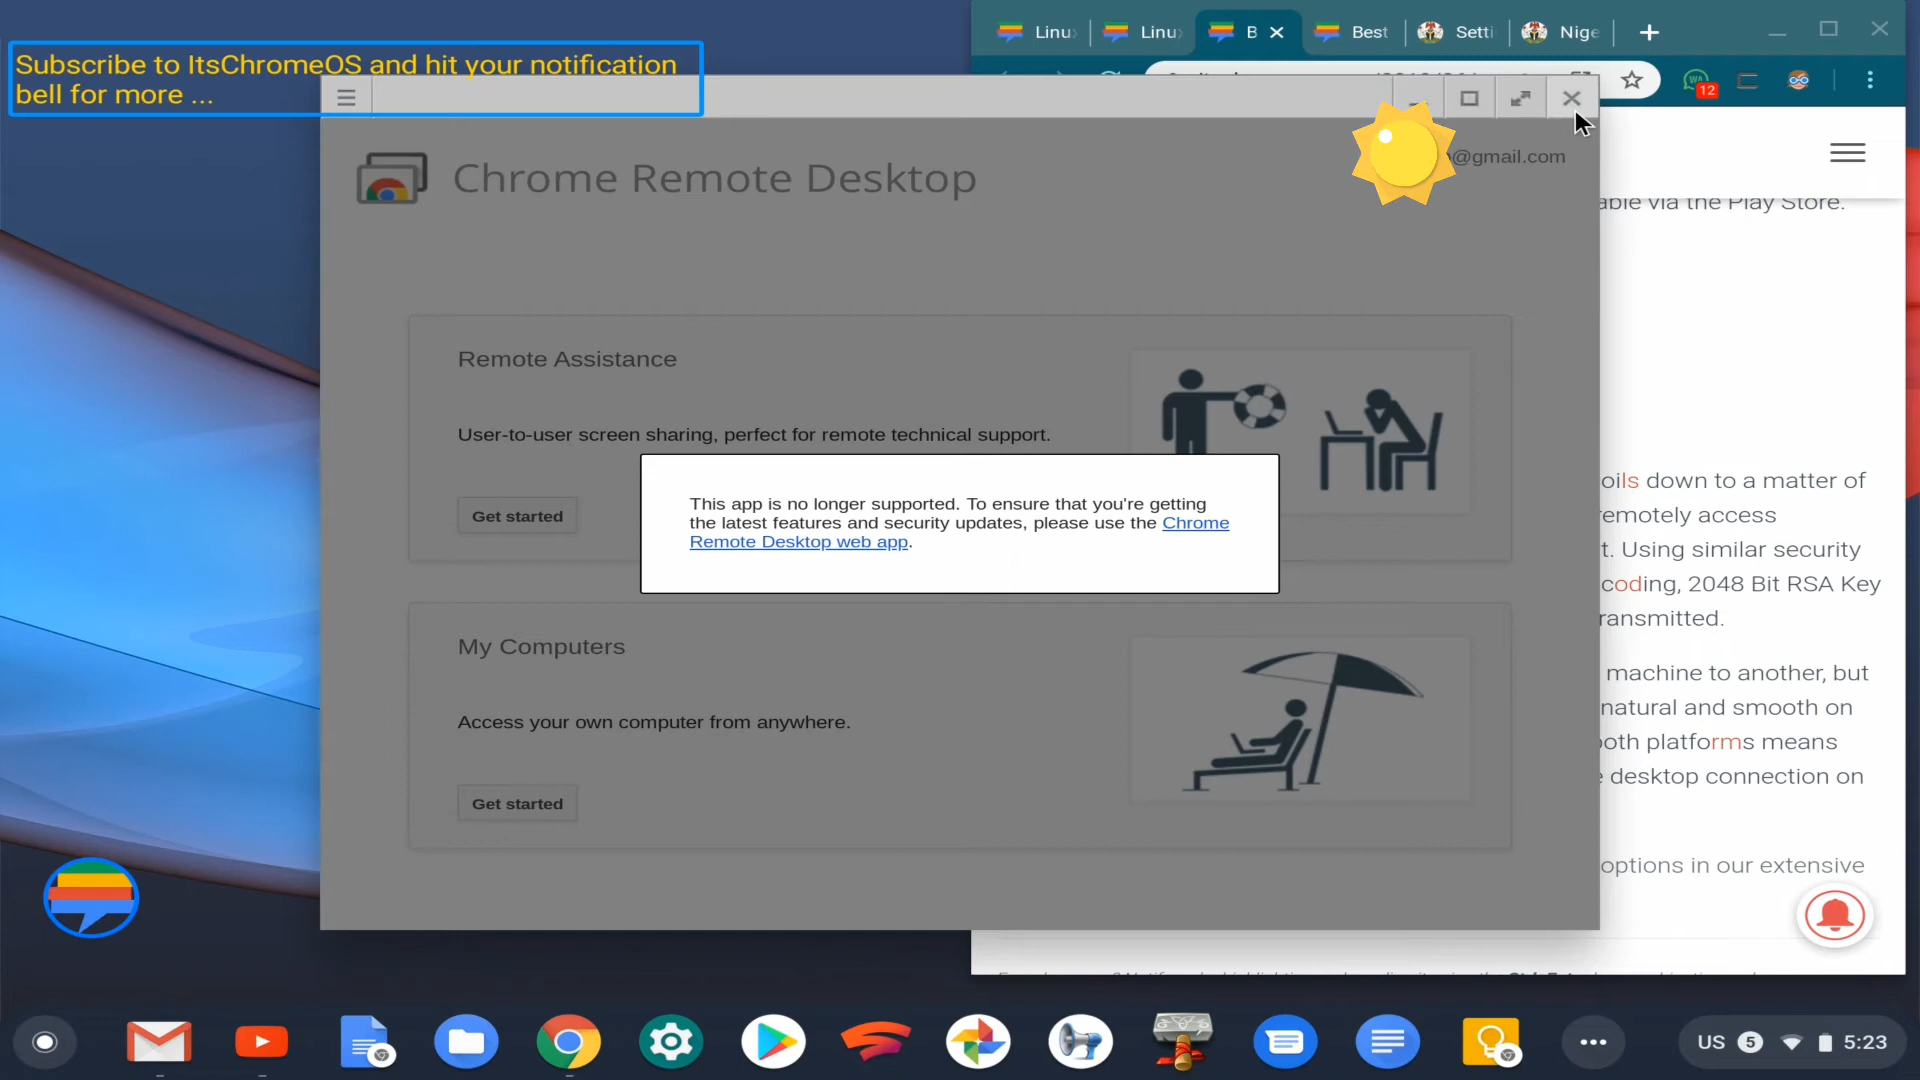 Subscribe to ItsChromeOS and hit your notification
bell for more ...
Linu
Linu
B
Best
Setti
Nige
12
Chrome Remote Desktop
@gmail.com
Remote Assistance
User-to-user screen sharing, perfect for remote technical support.
Get started
This app is no longer supported. To ensure that you're getting
the latest features and security updates, please use the Chrome
Remote Desktop web app.
My Computers
Access your own computer from anywhere.
Get started
able via the Play Store.
oils down to a matter of
remotely access
t. Using similar security
coding, 2048 Bit RSA Key
ransmitted.
machine to another, but
natural and smooth on
both platforms means
desktop connection on
options in our extensive
US 5 5:23